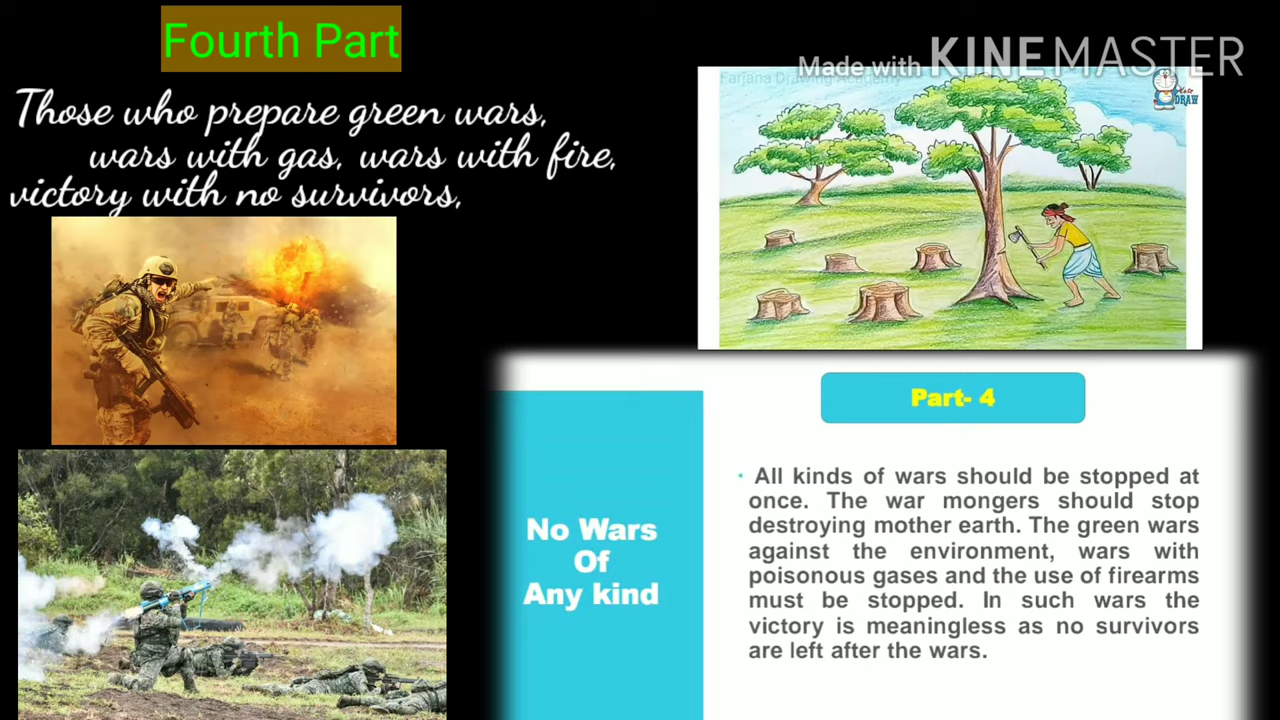 Fourth Part
Made with KINEMASTER
Those who prepare green wars,
wars with gas, wars with fire,
victory with no survivors,
Farjana Drawing Academy
DRAW
Part- 4
No Wars
Of
Any kind
· All kinds of wars should be stopped at
once. The war mongers should stop
destroying mother earth. The green wars
against the environment, wars with
poisonous gases and the use of firearms
must be stopped. In such wars the
victory is meaningless as no survivors
are left after the wars.